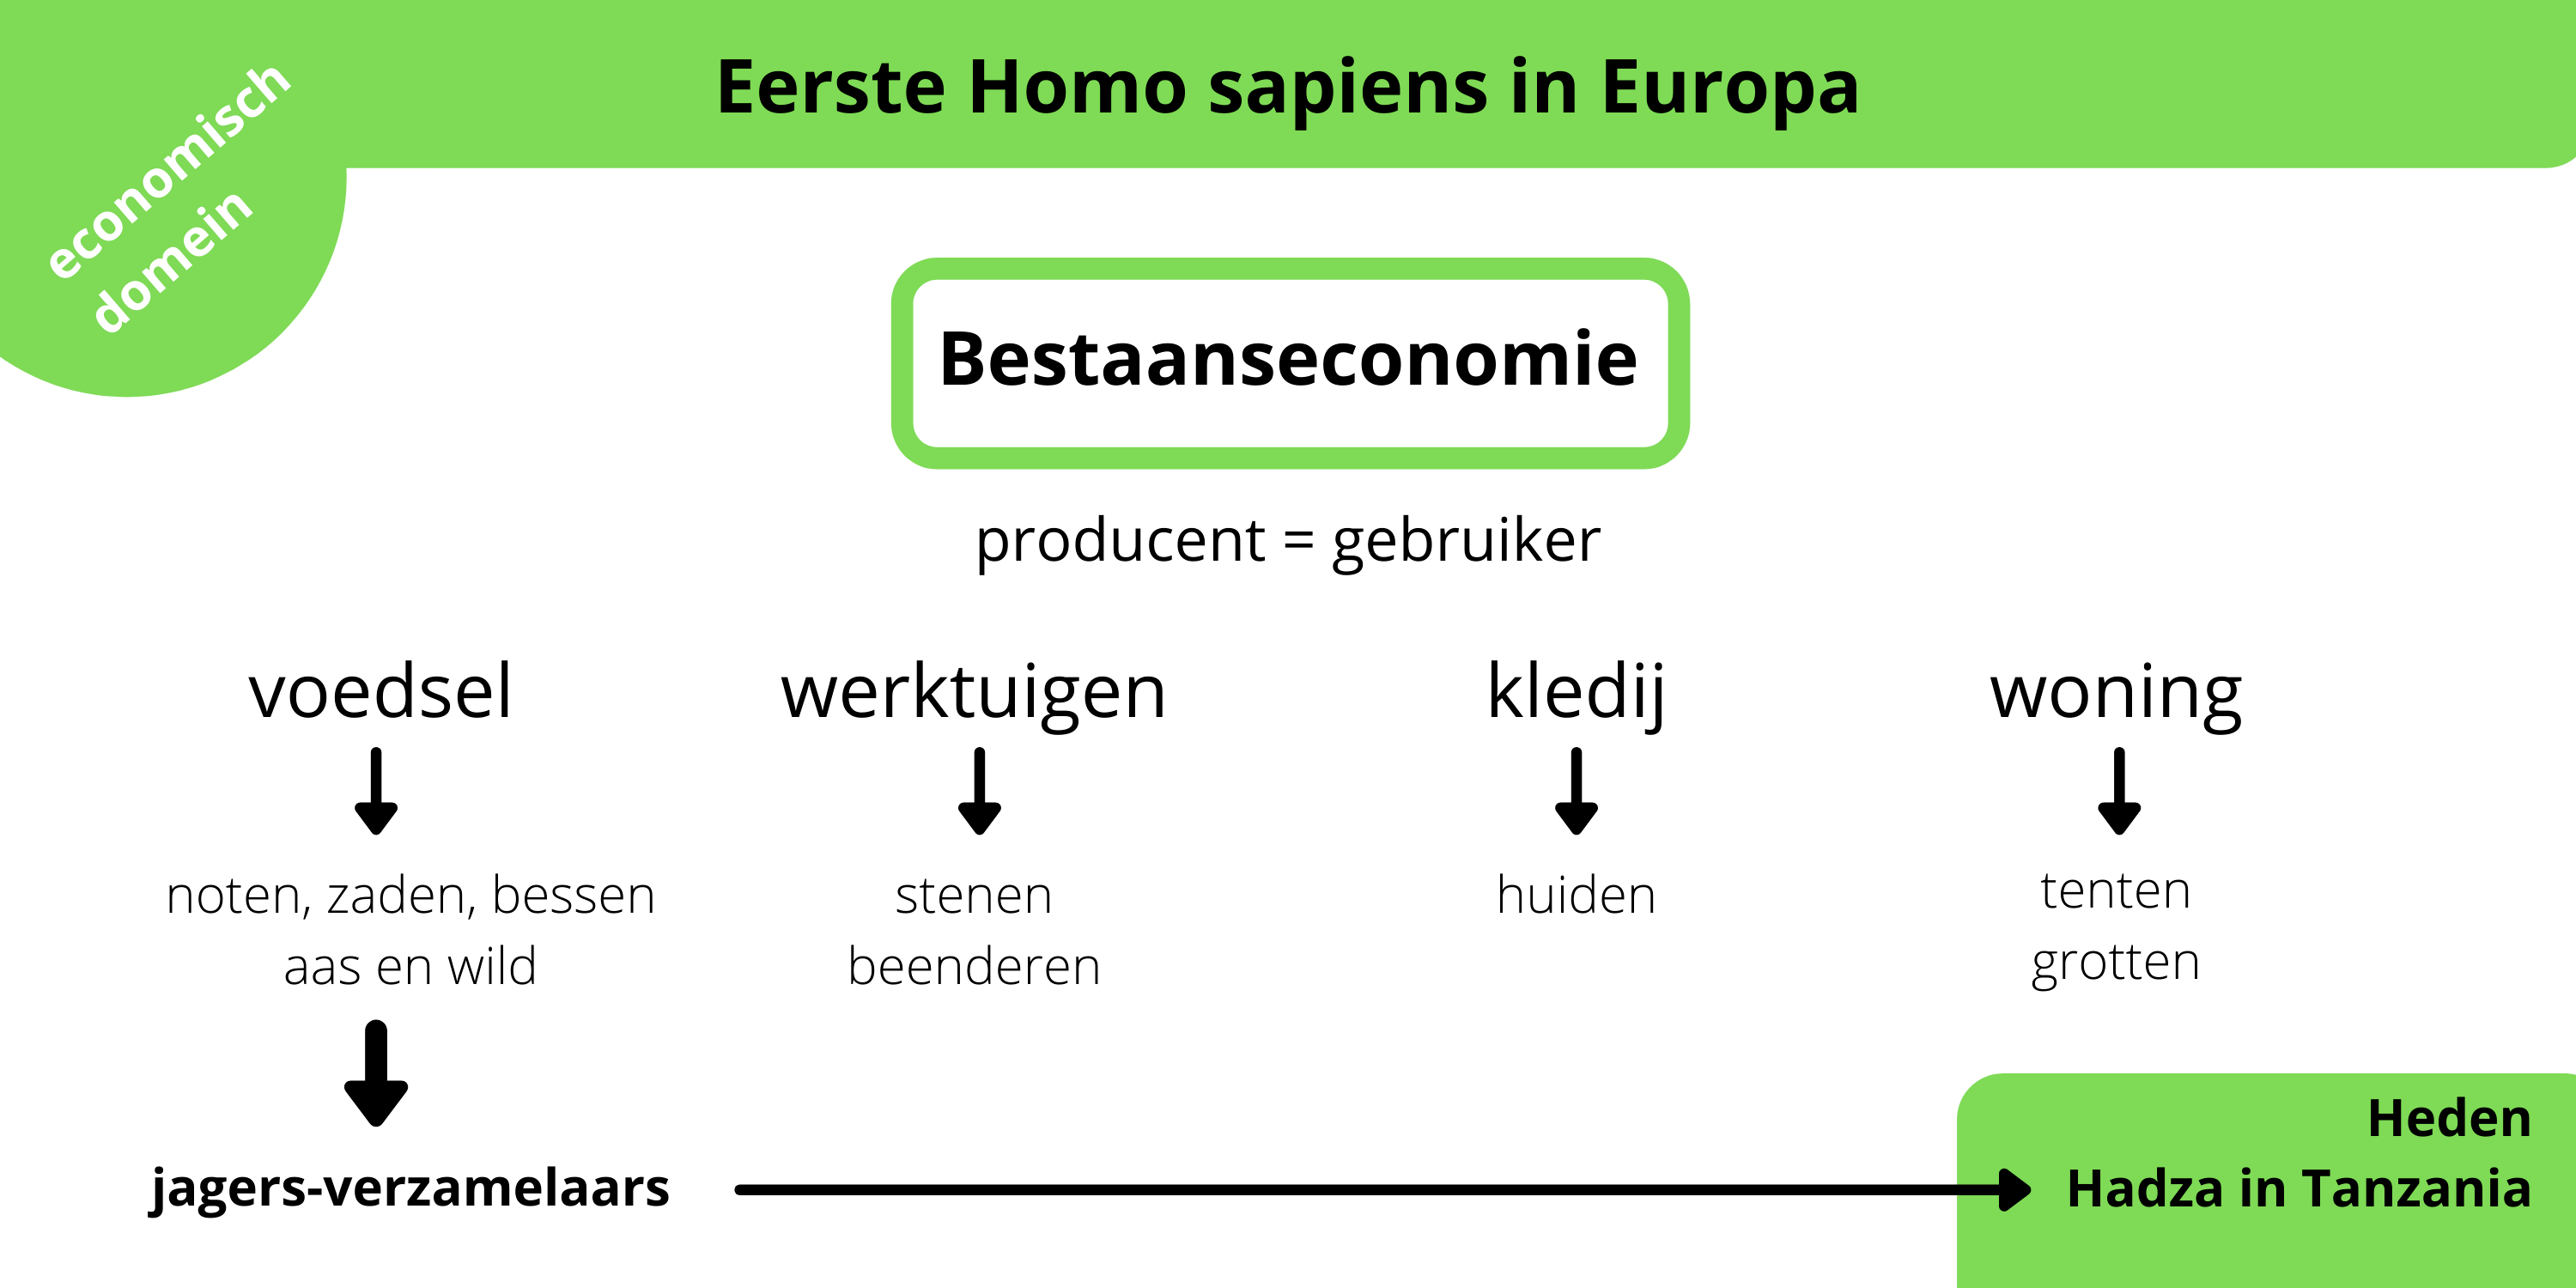 economisch
domein
Eerste Homo sapiens in Europa
Bestaanseconomie
producent = gebruiker
voedsel
werktuigen
kledij
woning
noten, zaden, bessen
aas en wild
stenen
beenderen
huiden
tenten
grotten
jagers-verzamelaars
Heden
Hadza in Tanzania